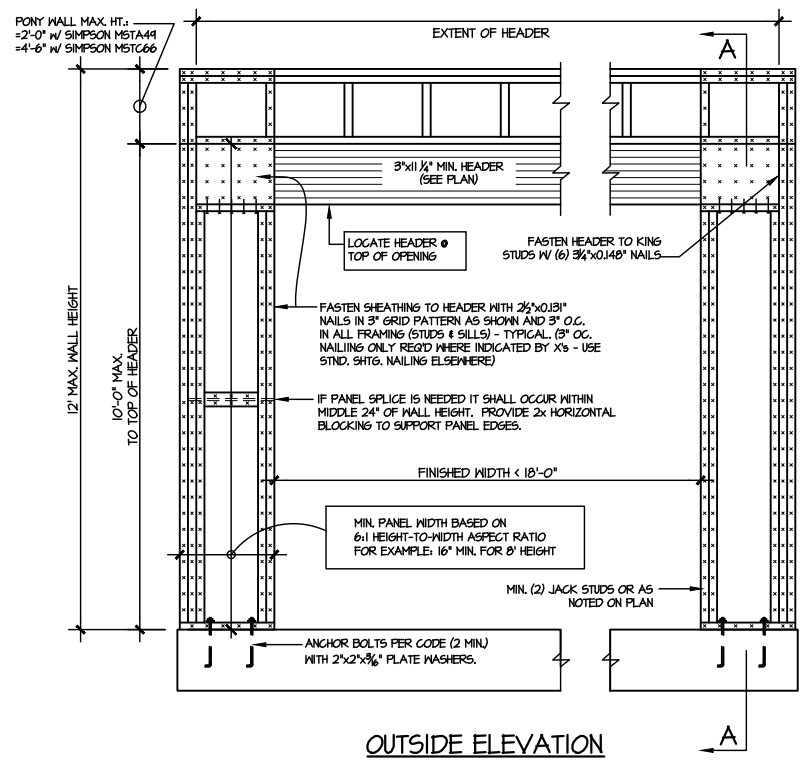 PONY WALL MAX. HT.:
=2'-0" W/ SIMPSON MSTA49
=4'-6" W/ SIMPSON MSTC66
EXTENT OF HEADER
A
3"x11 1/4" MIN. HEADER
(SEE PLAN)
LOCATE HEADER @
TOP OF OPENING
FASTEN HEADER TO KING
STUDS W/ (6) 3/4"x0.148" NAILS
FASTEN SHEATHING TO HEADER WITH 2 1/2"x0.131"
NAILS IN 3" GRID PATTERN AS SHOWN AND 3" O.C.
IN ALL FRAMING (STUDS & SILLS) - TYPICAL. (3" OC.
NAILIING ONLY REQ'D WHERE INDICATED BY X's - USE
STND. SHTG. NAILING ELSEWHERE)
12' MAX. WALL HEIGHT
10'-0" MAX.
TO TOP OF HEADER
IF PANEL SPLICE IS NEEDED IT SHALL OCCUR WITHIN
MIDDLE 24" OF WALL HEIGHT. PROVIDE 2x HORIZONTAL
BLOCKING TO SUPPORT PANEL EDGES.
FINISHED WIDTH < 18'-0"
MIN. PANEL WIDTH BASED ON
6:1 HEIGHT-TO-WIDTH ASPECT RATIO
FOR EXAMPLE: 16" MIN. FOR 8' HEIGHT
MIN. (2) JACK STUDS OR AS
NOTED ON PLAN
ANCHOR BOLTS PER CODE (2 MIN.)
WITH 2"x2"x3/16" PLATE WASHERS.
A
OUTSIDE ELEVATION